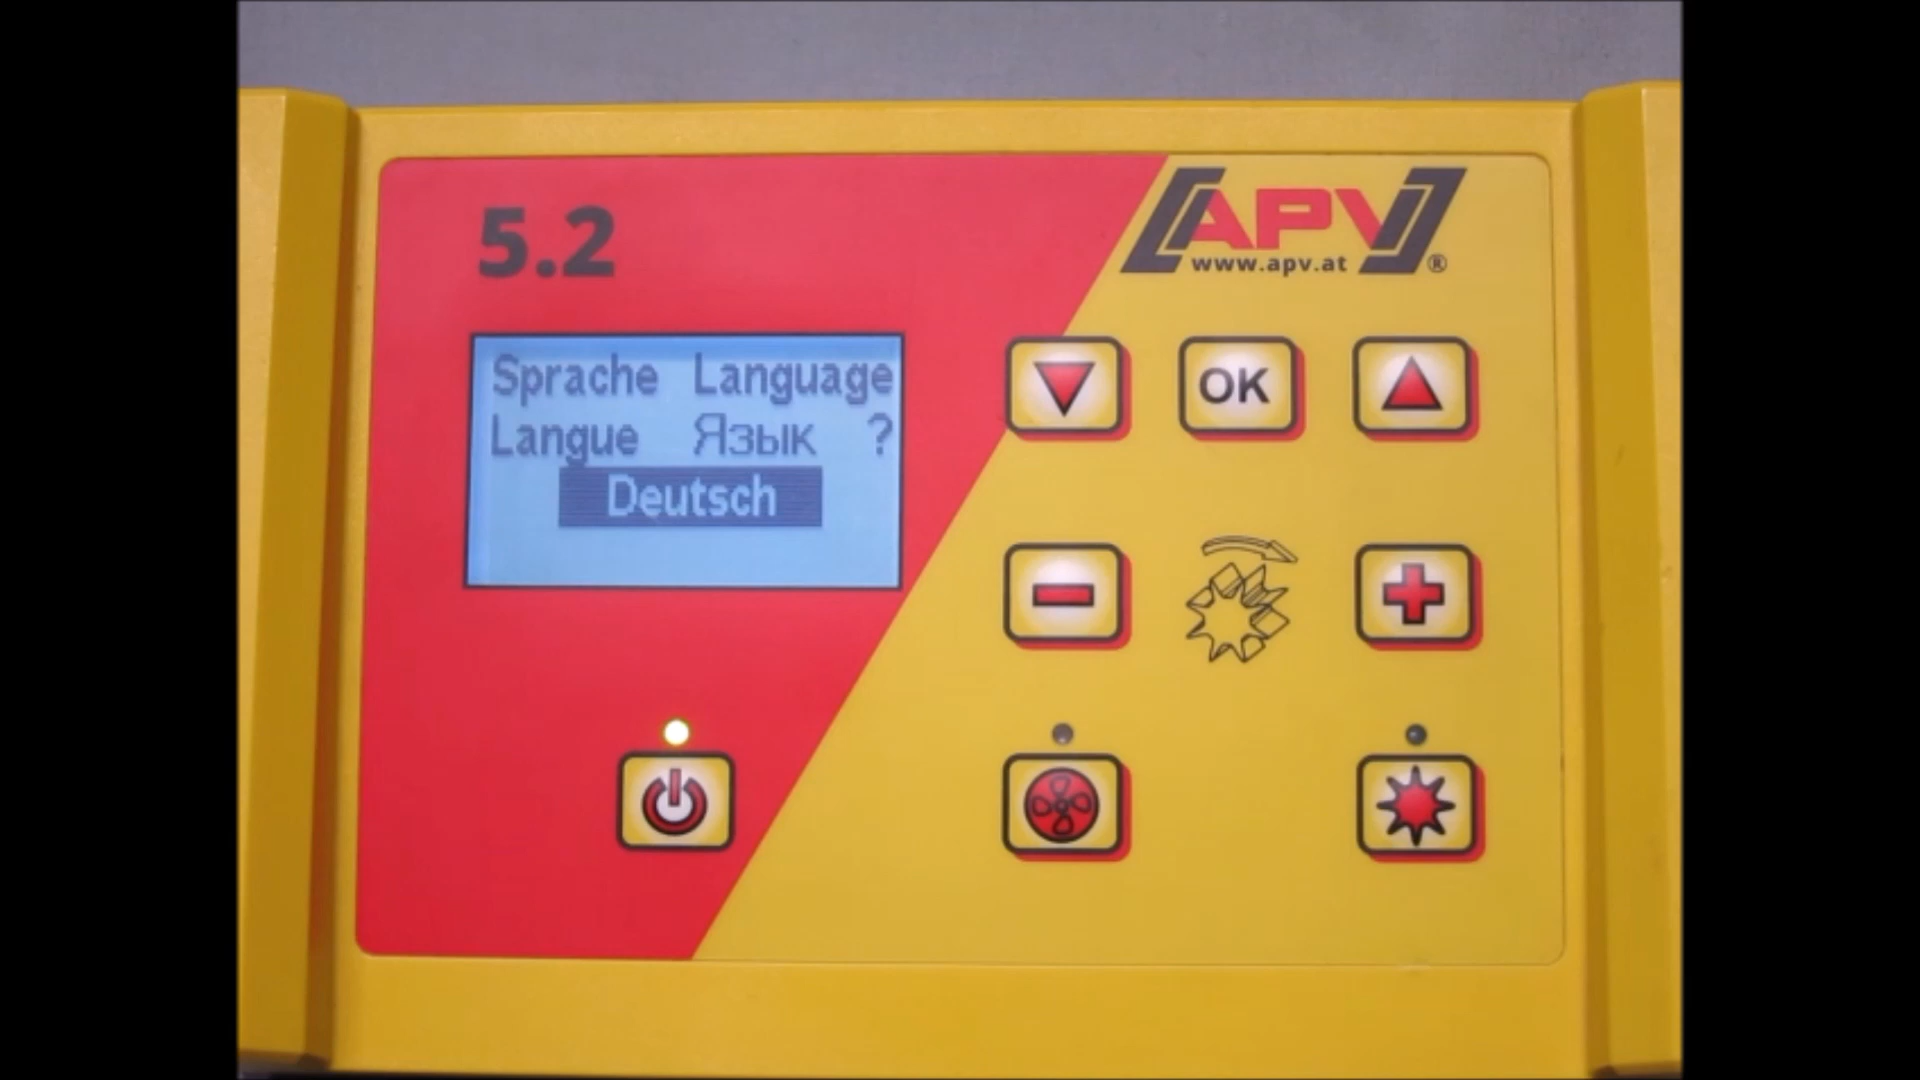 5.2
APV
www.apv.at ®
Sprache Language
Langue Язык ?
Deutsch
OK